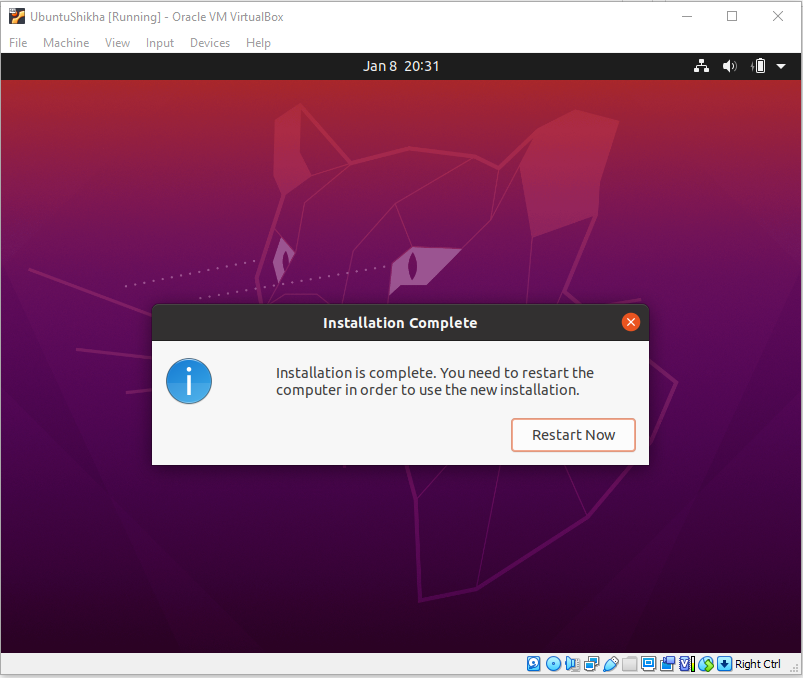 UbuntuShikha [Running] - Oracle VM VirtualBox
File Machine View Input Devices Help
Jan 8 20:31
Installation Complete
Installation is complete. You need to restart the
computer in order to use the new installation.
Restart Now
Right Ctrl